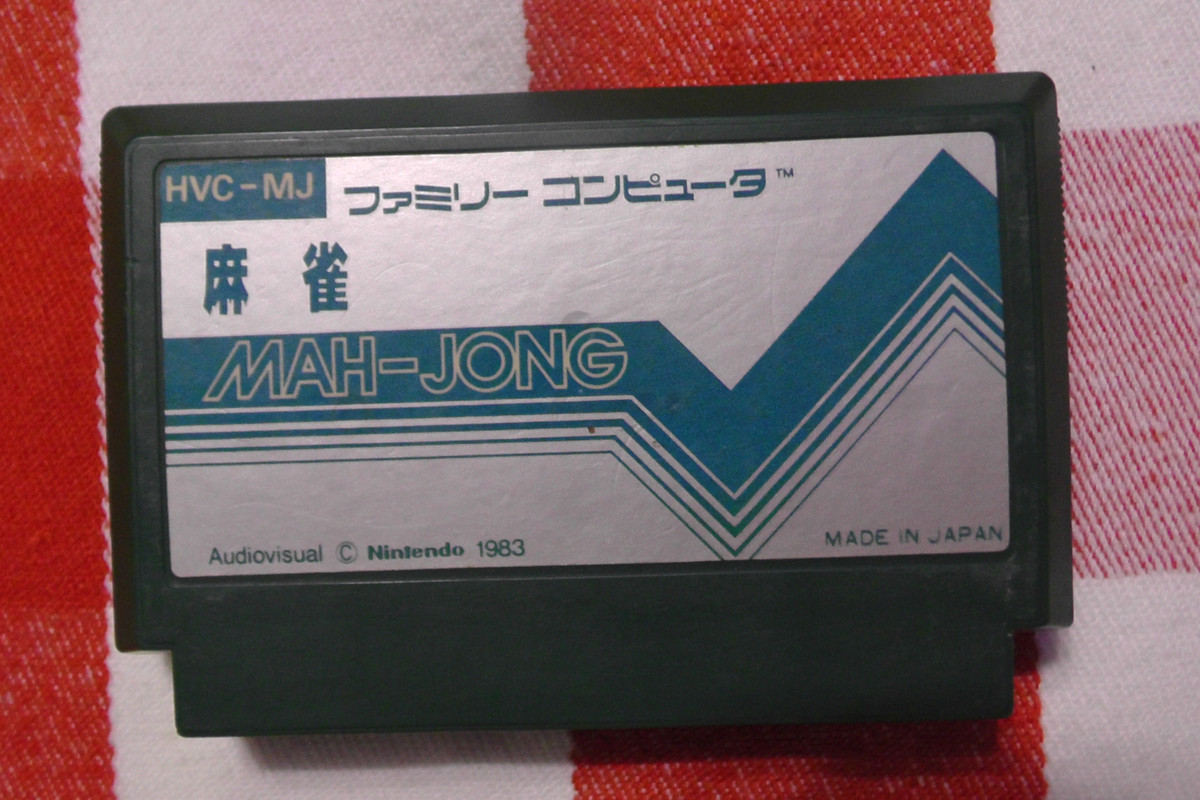 HVC-MJ
ファミリー コンピュータ™
麻雀
MAH-JONG
Audiovisual © Nintendo 1983
MADE IN JAPAN